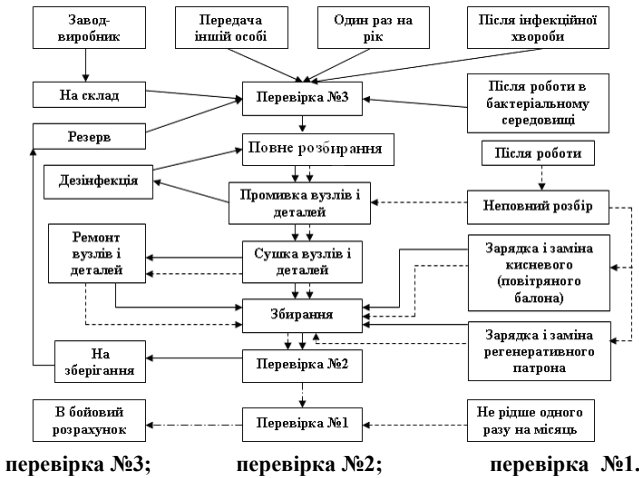 Завод-
виробник
Передача
іншій особі
Один раз на
рік
Після інфекційної
хвороби
На склад
Перевірка №3
Після роботи в
бактеріальному
середовищі
Резерв
Повне розбирання
Після роботи
Дезінфекція
Промивка вузлів і
деталей
Неповний розбір
Ремонт
вузлів і
деталей
Сушка вузлів і
деталей
Зарядка і заміна
кисневого
(повітряного
балона)
Збирання
Зарядка і заміна
регенеративного
патрона
На
зберігання
Перевірка №2
В бойовий
розрахунок
Перевірка №1
Не рідше одного
разу на місяць
перевірка №3; перевірка №2; перевірка №1.